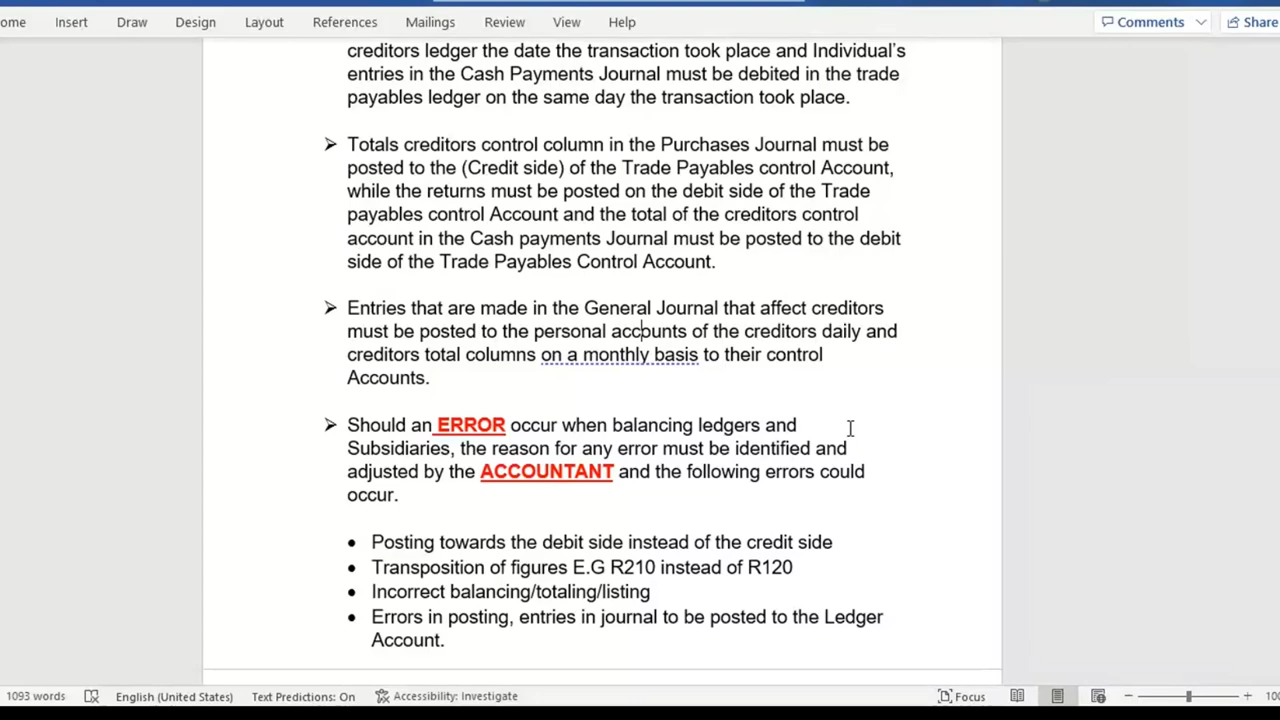 ome Insert Draw Design Layout References Mailings Review View Help Comments Share
creditors ledger the date the transaction took place and Individual's
entries in the Cash Payments Journal must be debited in the trade
payables ledger on the same day the transaction took place.
➢ Totals creditors control column in the Purchases Journal must be
posted to the (Credit side) of the Trade Payables control Account,
while the returns must be posted on the debit side of the Trade
payables control Account and the total of the creditors control
account in the Cash payments Journal must be posted to the debit
side of the Trade Payables Control Account.
➢ Entries that are made in the General Journal that affect creditors
must be posted to the personal accounts of the creditors daily and
creditors total columns on a monthly basis to their control
Accounts.
➢ Should an ERROR occur when balancing ledgers and
Subsidiaries, the reason for any error must be identified and
adjusted by the ACCOUNTANT and the following errors could
occur.
• Posting towards the debit side instead of the credit side
• Transposition of figures E.G R210 instead of R120
• Incorrect balancing/totaling/listing
• Errors in posting, entries in journal to be posted to the Ledger
Account.
1093 words English (United States) Text Predictions: On Accessibility: Investigate Focus 100